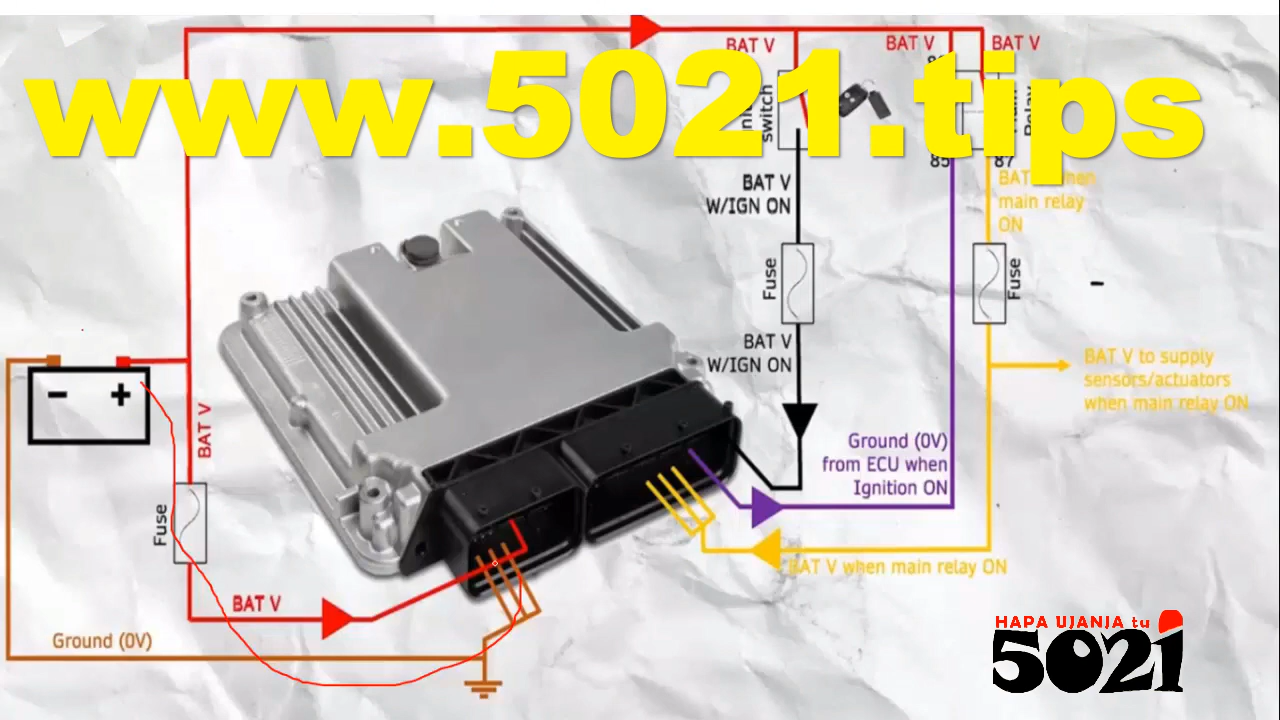 BAT V
BAT V
BAT V
www.5021.tips
switch
Relay
85
87
BAT V
W/IGN ON
main relay
ON
Fuse
Fuse
BAT V
W/IGN ON
BAT V to supply
sensors/actuators
when main relay ON
- +
BAT V
Ground (0V)
from ECU when
Ignition ON
Fuse
BAT V when main relay ON
BAT V
HAPA UJANJA tu
5021
Ground (0V)